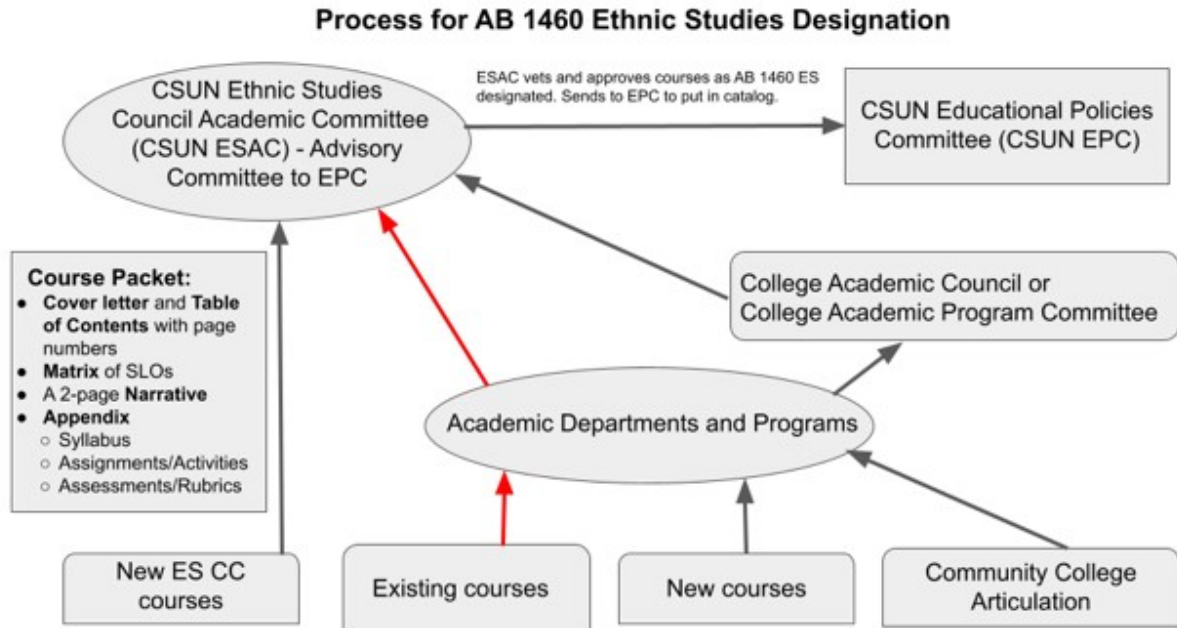 Process for AB 1460 Ethnic Studies Designation
CSUN Ethnic Studies
Council Academic Committee
(CSUN ESAC) - Advisory
Committee to EPC
ESAC vets and approves courses as AB 1460 ES
designated. Sends to EPC to put in catalog.
CSUN Educational Policies
Committee (CSUN EPC)
Course Packet:
● Cover letter and Table
of Contents with page
numbers
● Matrix of SLOs
● A 2-page Narrative
● Appendix
○ Syllabus
○ Assignments/Activities
○ Assessments/Rubrics
College Academic Council or
College Academic Program Committee
Academic Departments and Programs
New ES CC
courses
Existing courses
New courses
Community College
Articulation